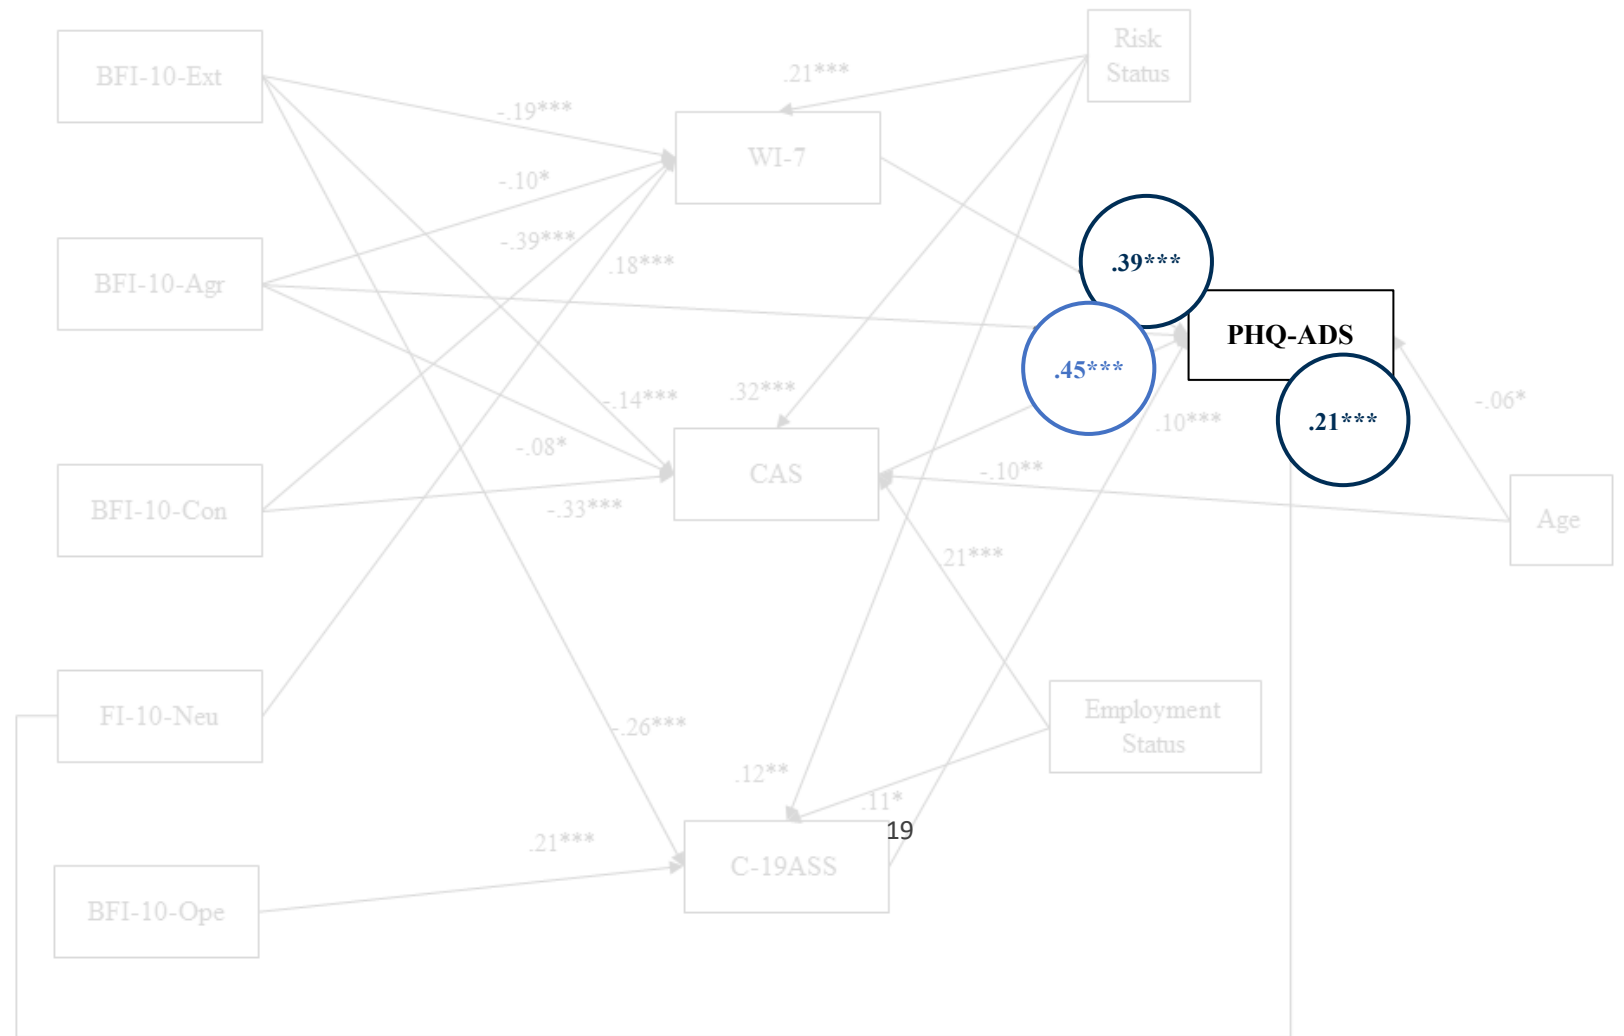 Risk
Status
BFI-10-Ext
.21***
-.19***
WI-7
-.10*
-.39***
.18***
.39***
BFI-10-Agr
PHQ-ADS
.45***
-.14***
.32***
-.06*
.10***
.21***
-.08*
CAS
-.10**
BFI-10-Con
-.33***
Age
.21***
FI-10-Neu
-.26***
Employment
Status
.12**
.11*
19
.21***
C-19ASS
BFI-10-Ope